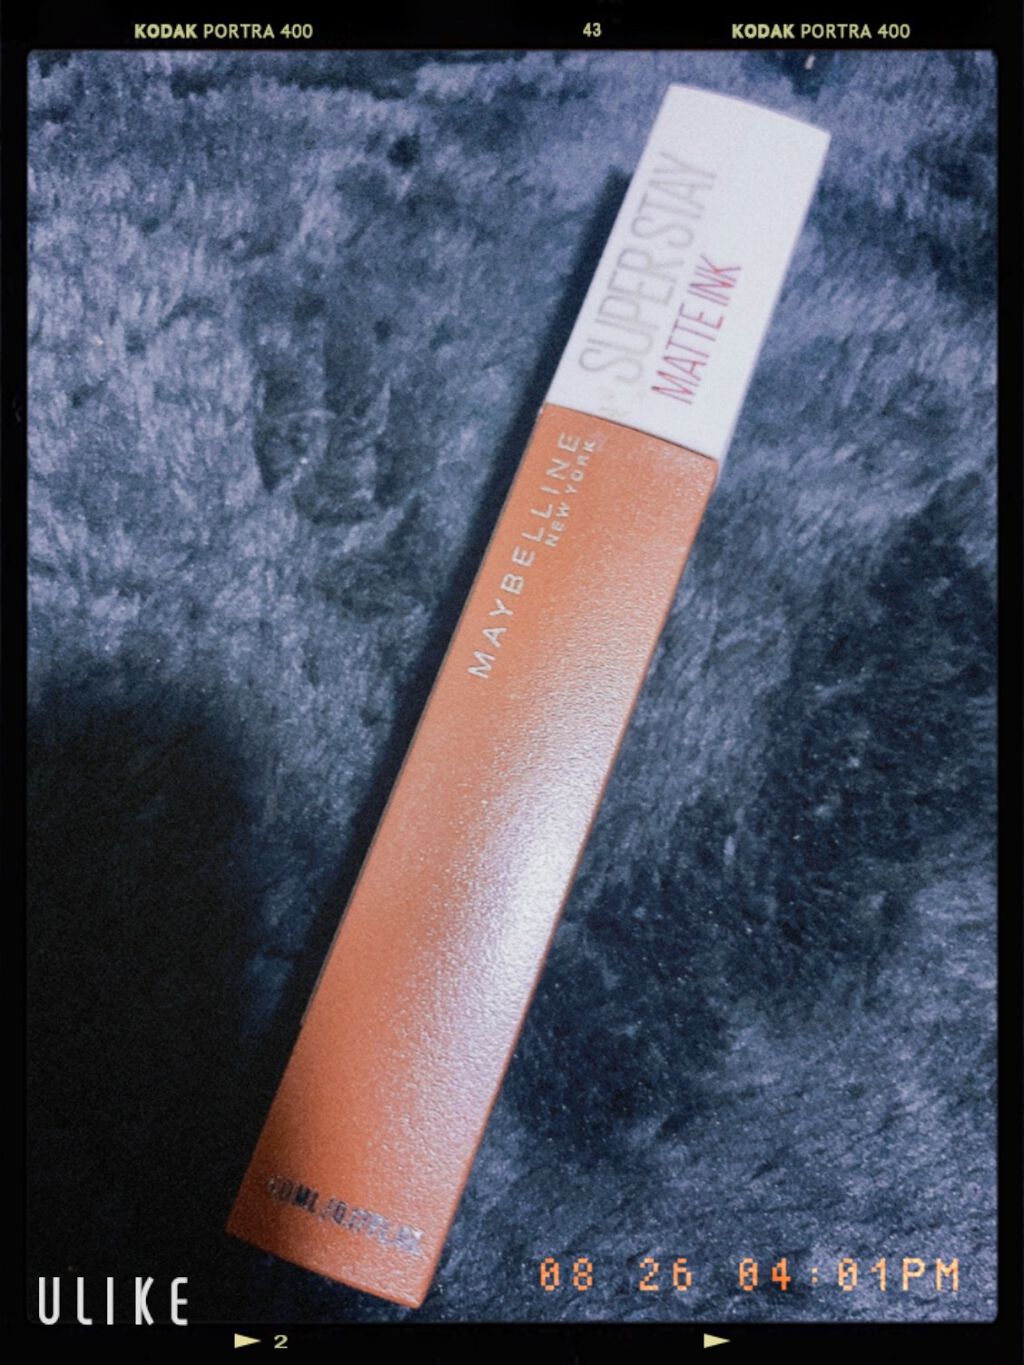 KODAK PORTRA 400
43
KODAK PORTRA 400
SUPERSTAY
MATTE INK
MAYBELLINE
NEW YORK
08 26 04:01PM
ULIKE
2